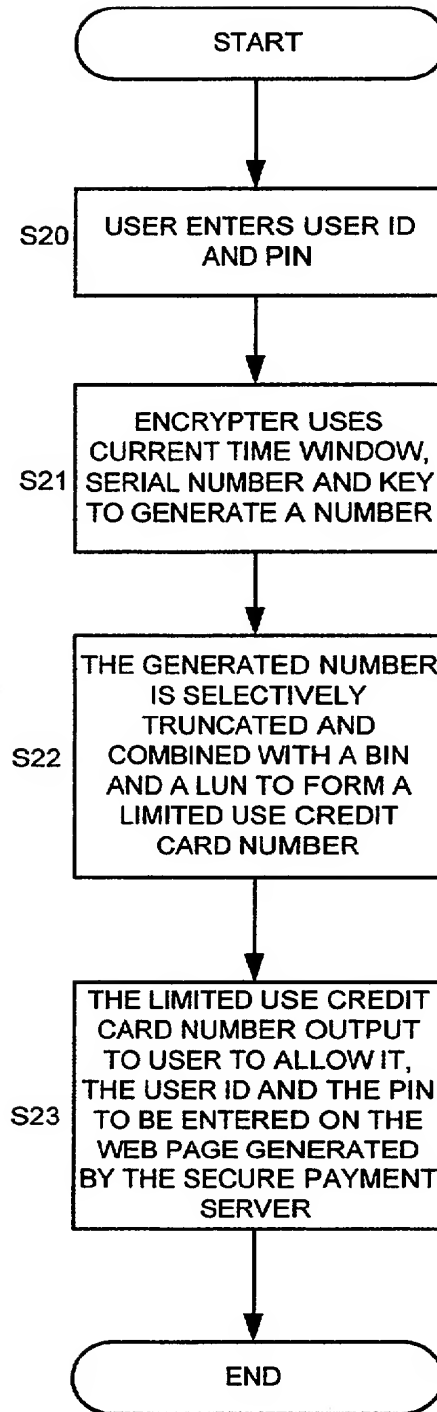 START
S20
USER ENTERS USER ID
AND PIN
S21
ENCRYPTER USES
CURRENT TIME WINDOW,
SERIAL NUMBER AND KEY
TO GENERATE A NUMBER
S22
THE GENERATED NUMBER
IS SELECTIVELY
TRUNCATED AND
COMBINED WITH A BIN
AND A LUN TO FORM A
LIMITED USE CREDIT
CARD NUMBER
S23
THE LIMITED USE CREDIT
CARD NUMBER OUTPUT
TO USER TO ALLOW IT,
THE USER ID AND THE PIN
TO BE ENTERED ON THE
WEB PAGE GENERATED
BY THE SECURE PAYMENT
SERVER
END